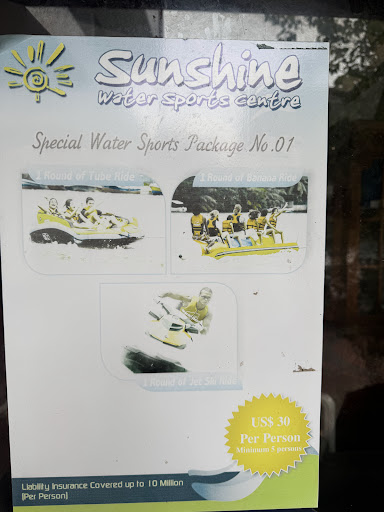 Sunshine
Water Sports Centre
Special Water Sports Package No.01
1 Round of Tube Ride
1 Round of Banana Ride
1 Round of Jet Ski Ride
US$ 30
Per Person
Minimum 5 persons
Liability Insurance Covered up to 10 Million
(Per Person)